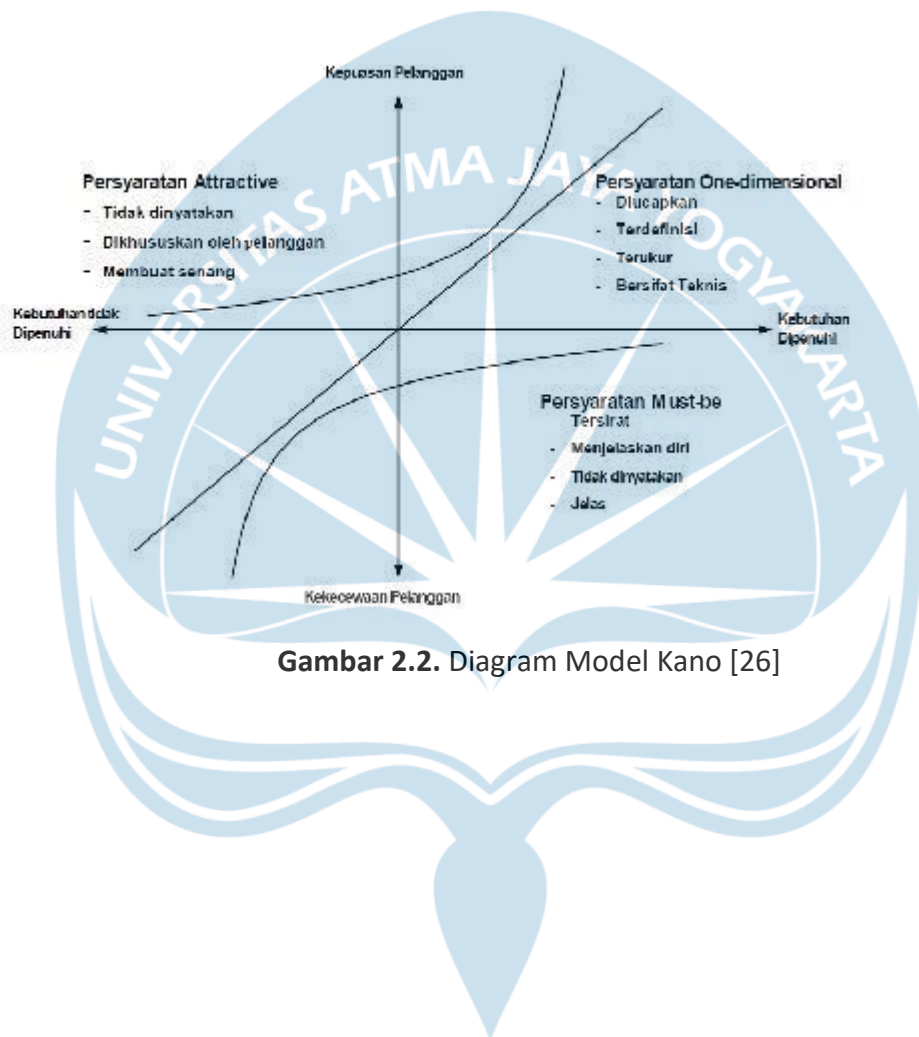 Kepuasan Pelanggan
UNIVERSITAS ATMA JAYA YOGYAKARTA
Persyaratan Attractive
- Tidak dinyatakan
- Dikhususkan oleh pelanggan
- Membuat senang
Persyaratan One-dimensional
- Diucapkan
- Terdefinisi
- Terukur
- Bersifat Teknis
Kebutuhan tidak
Dipenuhi
Kebutuhan
Dipenuhi
Persyaratan Must-be
Tersirat
- Menjelaskan diri
- Tidak dinyatakan
- Jelas
Kekecewaan Pelanggan
Gambar 2.2. Diagram Model Kano [26]